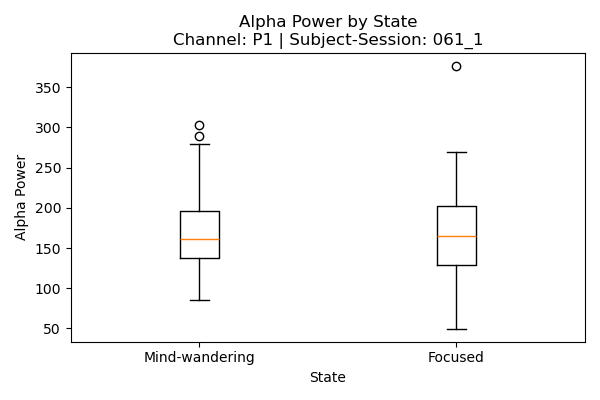 Alpha Power by State
Channel: P1 | Subject-Session: 061_1
Alpha Power
350
300
250
200
150
100
50
Mind-wandering
Focused
State